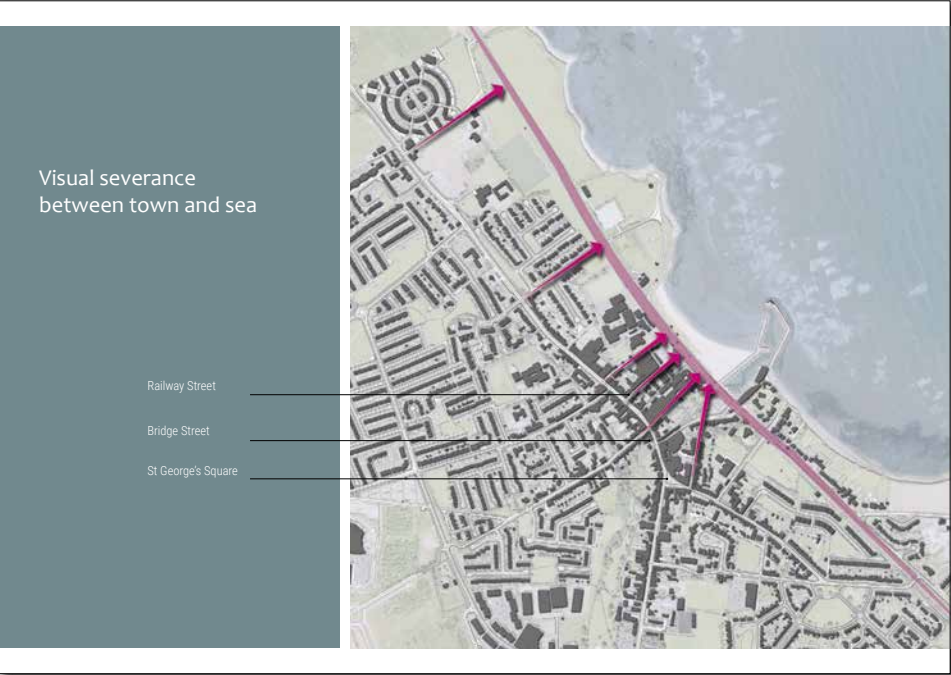 Visual severance
between town and sea
Railway Street
Bridge Street
St George's Square